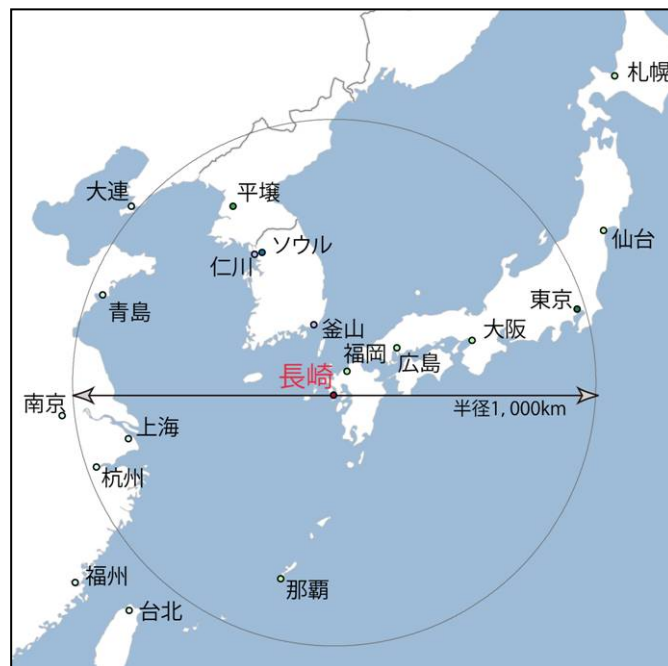 札幌
大連
平壌
仙台
ソウル
仁川
東京
青島
釜山
大阪
福岡
広島
長崎
南京
半径1, 000km
上海
杭州
福州
那覇
台北